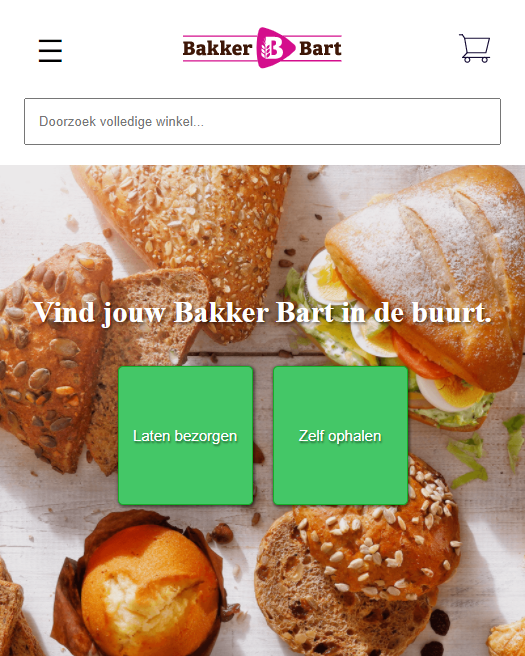 Bakker Bart
Doorzoek volledige winkel...
Vind jouw Bakker Bart in de buurt.
Laten bezorgen
Zelf ophalen